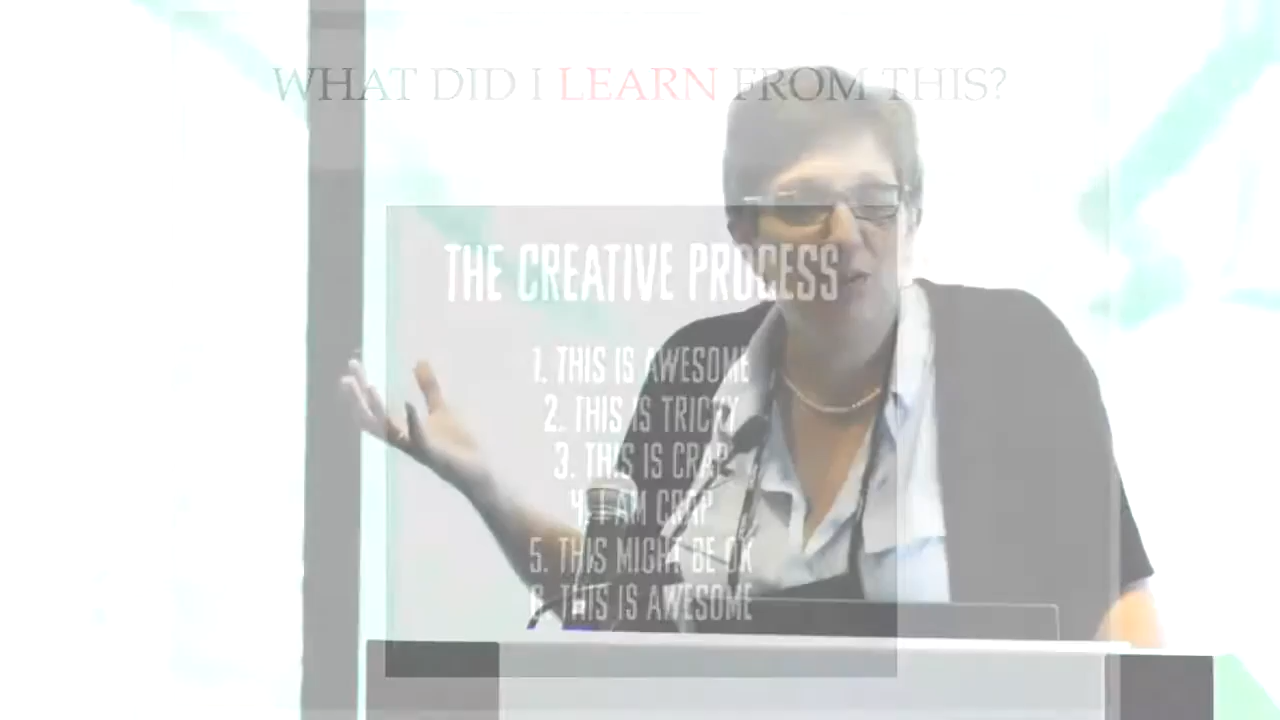 WHAT DID I LEARN FROM THIS?
THE CREATIVE PROCESS
1. THIS IS AWESOME
2. THIS IS TRICKY
3. THIS IS CRAP
4. I AM CRAP
5. THIS MIGHT BE OK
6. THIS IS AWESOME